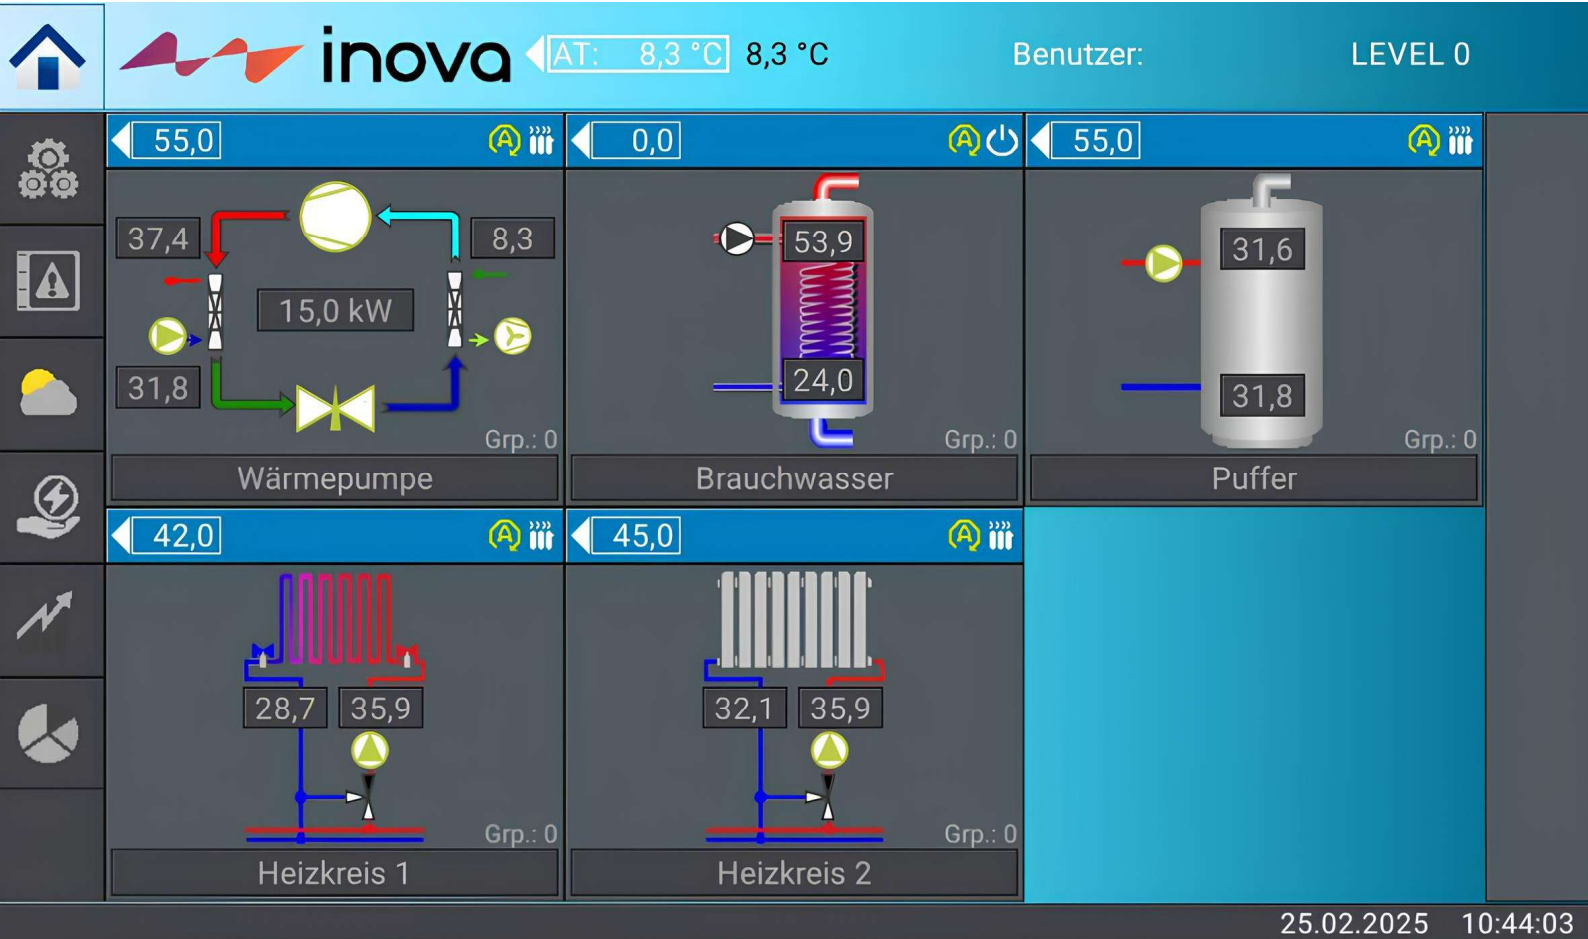 inova AT: 8,3 °C 8,3 °C Benutzer: LEVEL 0
55,0 A
37,4 8,3
15,0 kW
31,8
Grp.: 0
Wärmepumpe
0,0 A
53,9
24,0
Grp.: 0
Brauchwasser
55,0 A
31,6
31,8
Grp.: 0
Puffer
42,0 A
28,7 35,9
Grp.: 0
Heizkreis 1
45,0 A
32,1 35,9
Grp.: 0
Heizkreis 2
25.02.2025 10:44:03